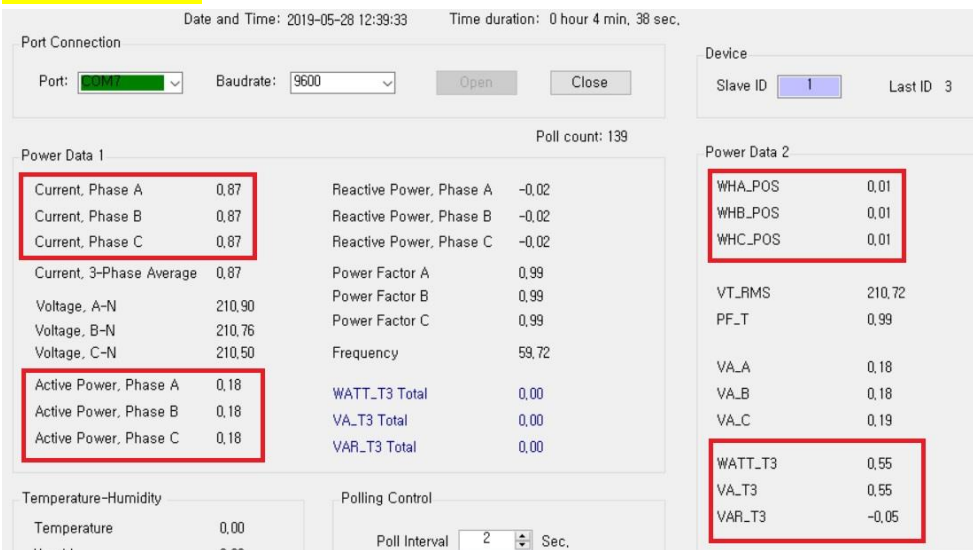 Date and Time: 2019-05-28 12:39:33 Time duration: 0 hour 4 min, 38 sec,
Port Connection
Port: COM7 Baudrate: 9600 Open Close
Device
Slave ID 1 Last ID 3
Poll count: 139
Power Data 1
Current, Phase A 0,87
Current, Phase B 0,87
Current, Phase C 0,87
Current, 3-Phase Average 0,87
Voltage, A-N 210,90
Voltage, B-N 210,76
Voltage, C-N 210,50
Active Power, Phase A 0,18
Active Power, Phase B 0,18
Active Power, Phase C 0,18
Reactive Power, Phase A -0,02
Reactive Power, Phase B -0,02
Reactive Power, Phase C -0,02
Power Factor A 0,99
Power Factor B 0,99
Power Factor C 0,99
Frequency 59,72
WATT_T3 Total 0,00
VA_T3 Total 0,00
VAR_T3 Total 0,00
Power Data 2
WHA_POS 0,01
WHB_POS 0,01
WHC_POS 0,01
VT_RMS 210,72
PF_T 0,99
VA_A 0,18
VA_B 0,18
VA_C 0,19
WATT_T3 0,55
VA_T3 0,55
VAR_T3 -0,05
Temperature-Humidity
Temperature 0,00
Polling Control
Poll Interval 2 Sec,